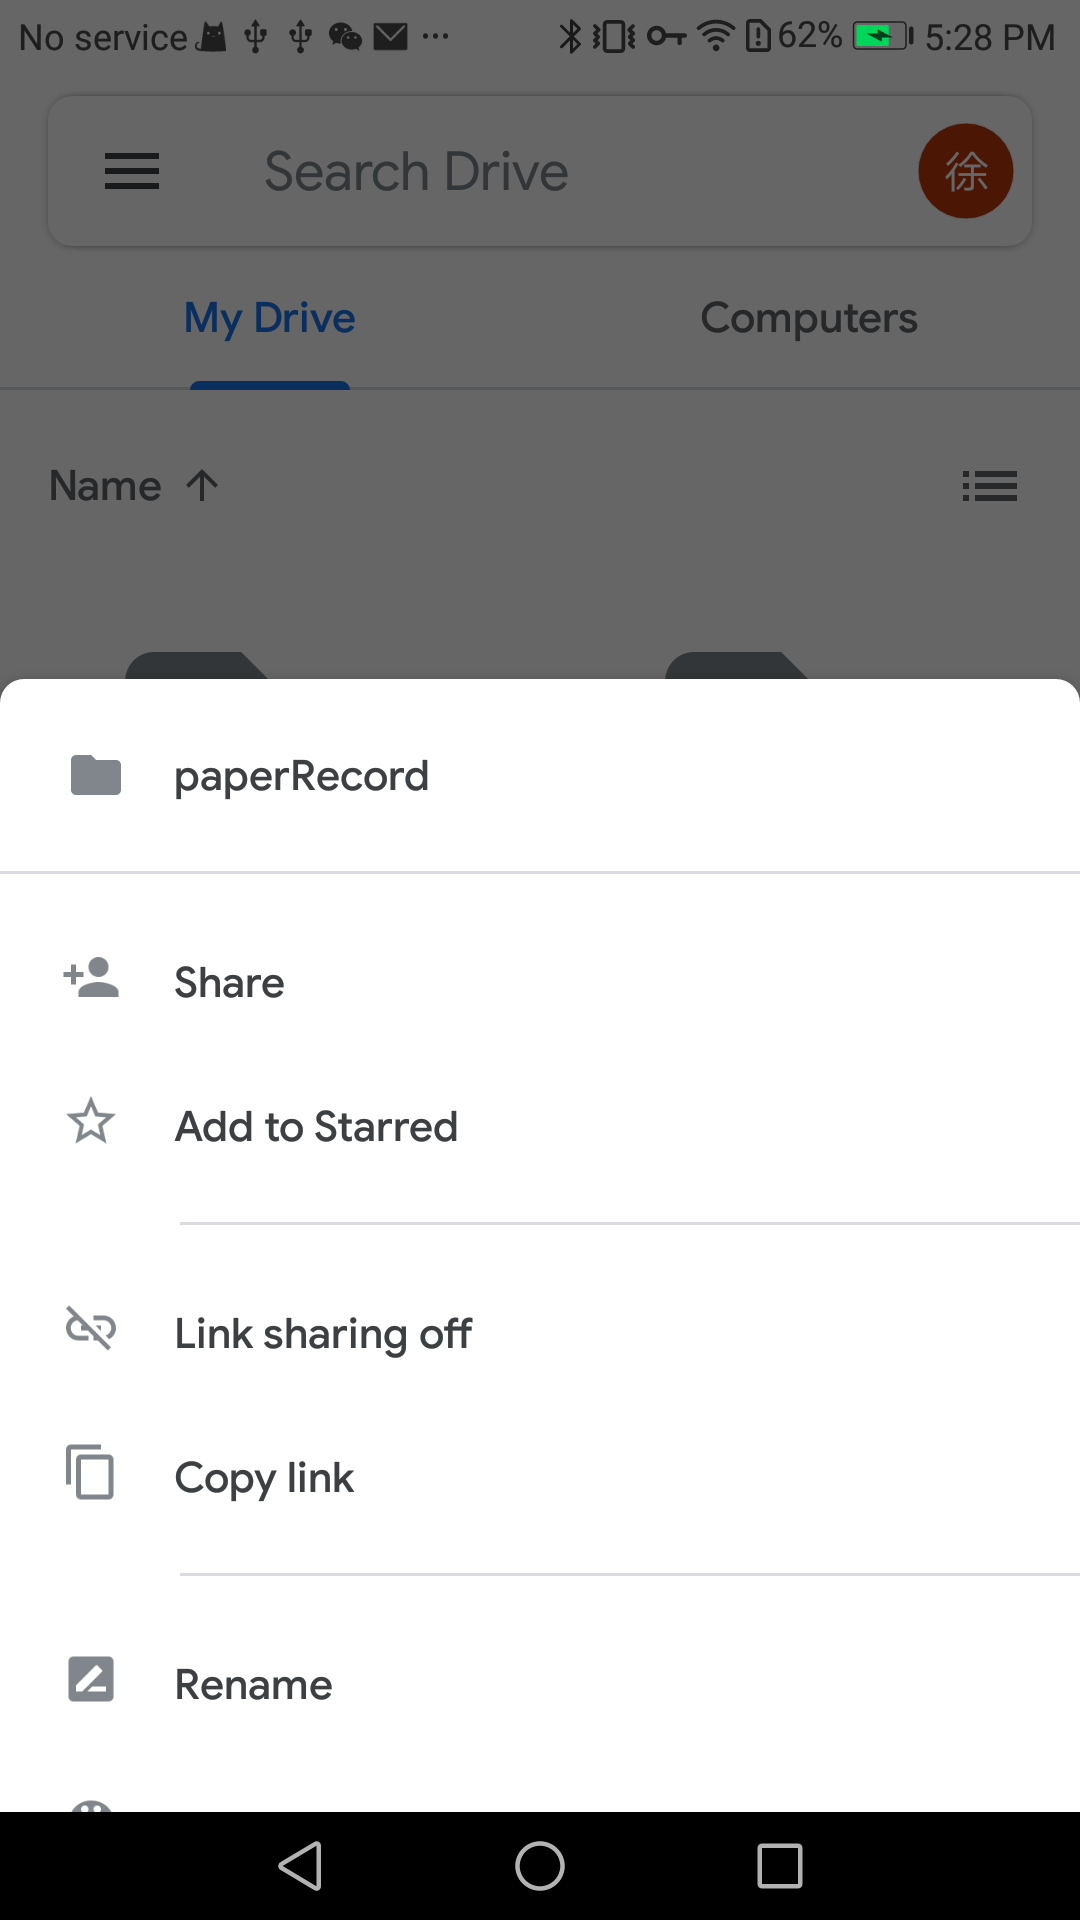 No service 62% 5:28 PM
Search Drive 徐
My Drive Computers
Name
paperRecord
Share
Add to Starred
Link sharing off
Copy link
Rename